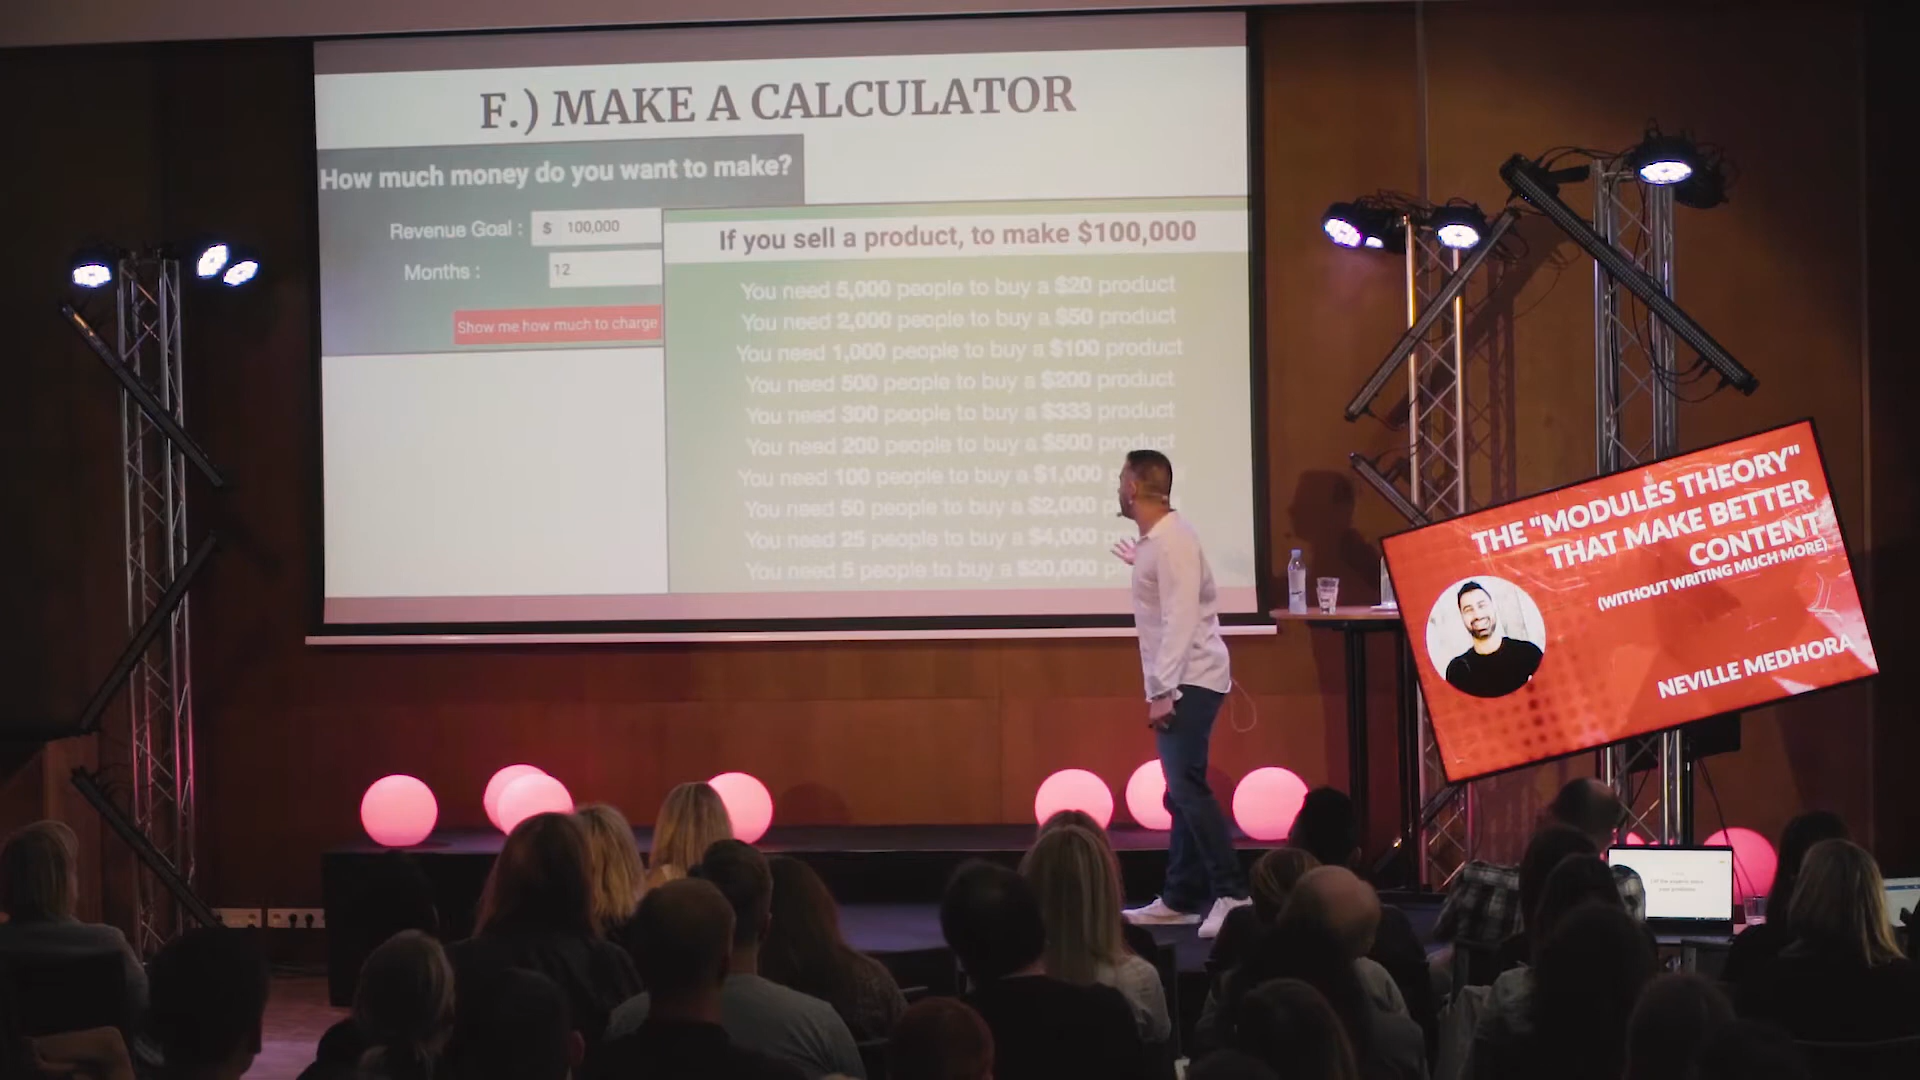 F.) MAKE A CALCULATOR
How much money do you want to make?
Revenue Goal : $ 100,000
Months : 12
Show me how much to charge
If you sell a product, to make $100,000
You need 5,000 people to buy a $20 product
You need 2,000 people to buy a $50 product
You need 1,000 people to buy a $100 product
You need 500 people to buy a $200 product
You need 300 people to buy a $333 product
You need 200 people to buy a $500 product
You need 100 people to buy a $1,000
You need 50 people to buy a $2,000
You need 25 people to buy a $4,000
You need 5 people to buy a $20,000
THE "MODULES THEORY"
THAT MAKE BETTER
CONTENT
(WITHOUT WRITING MUCH MORE)
NEVILLE MEDHORA